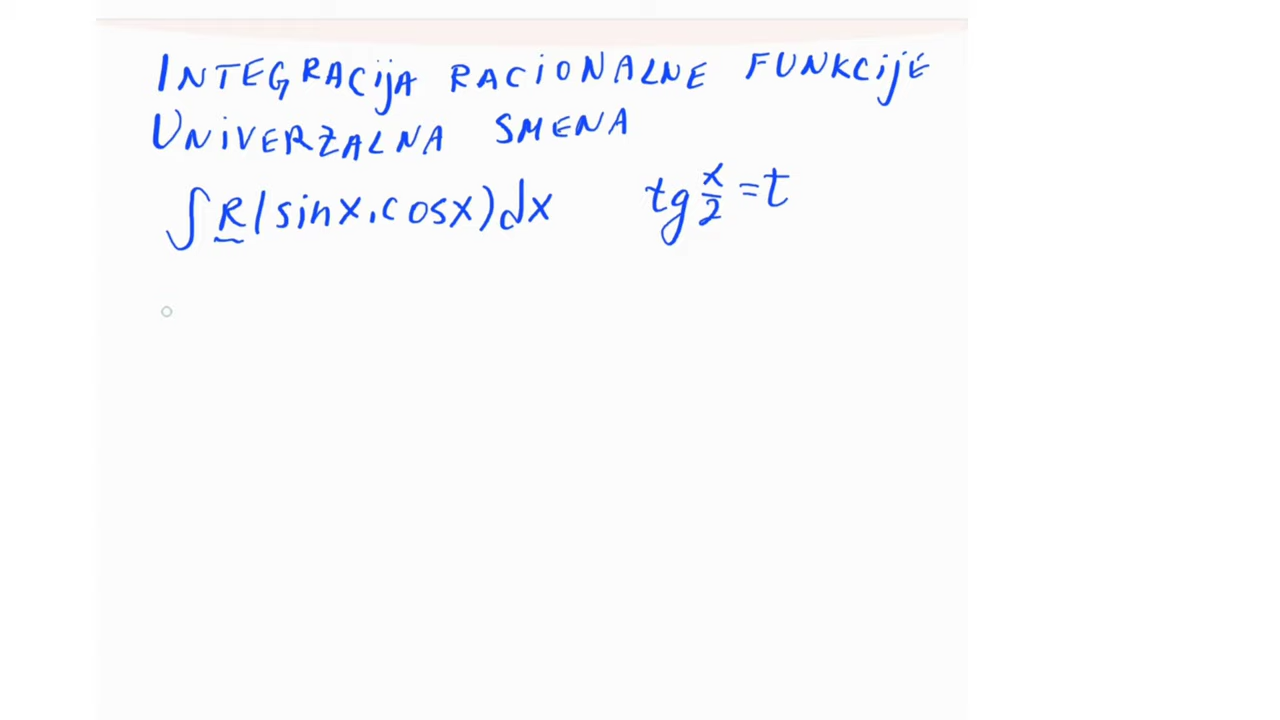 INTEGRACijA RACiONALNE FUNKCijE
UNiVERZALNA SMENA
∫ R(sinx, cosx)dx tg x/2 = t